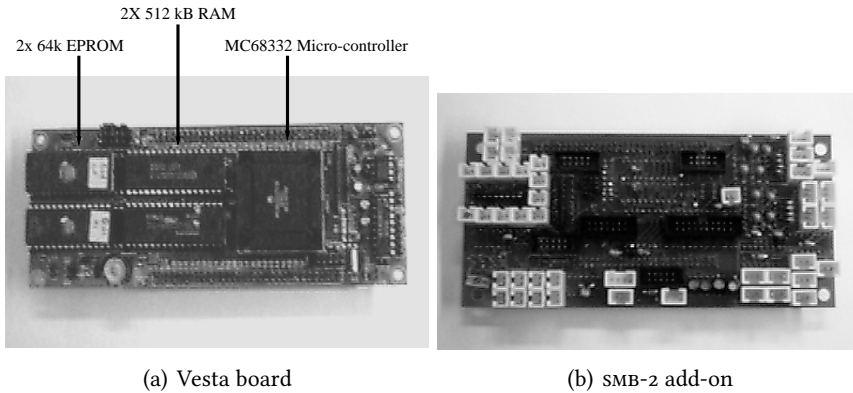 2X 512 kB RAM
2x 64k EPROM
MC68332 Micro-controller
(a) Vesta board
(b) SMB-2 add-on